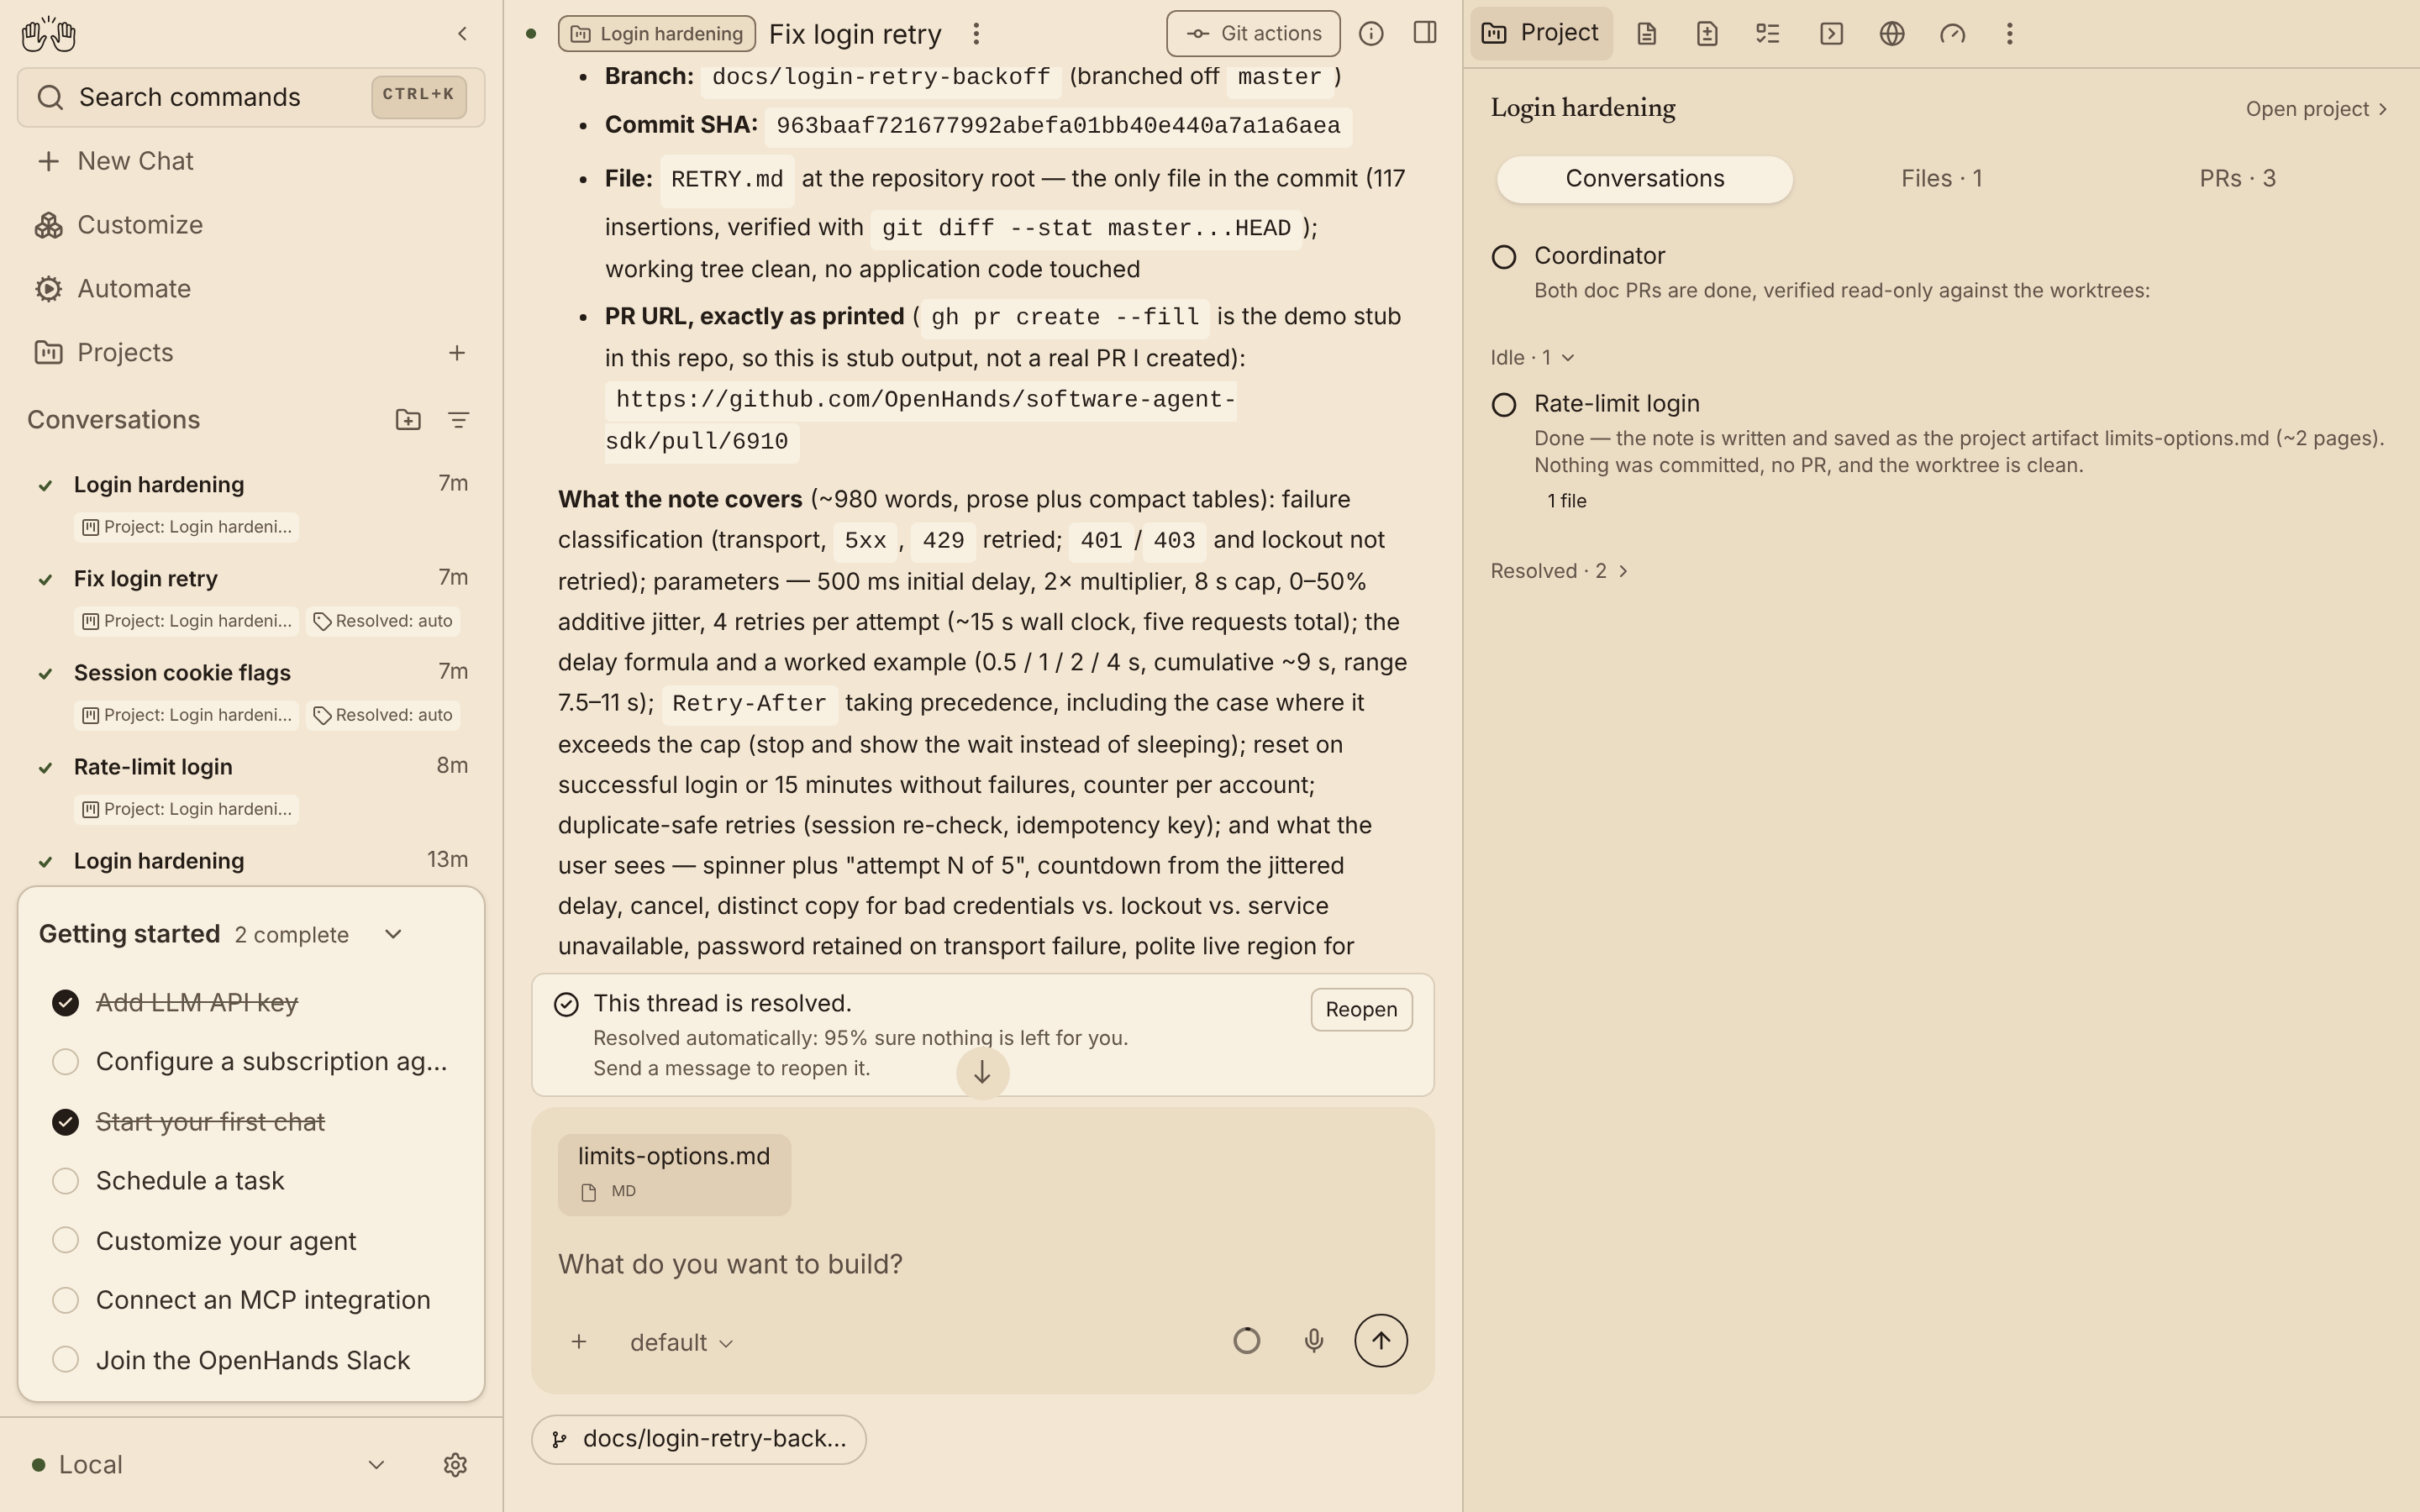 Search commands
CTRL+K
New Chat
Customize
Automate
Projects
Conversations
Login hardening 7m
Project: Login hardeni...
Fix login retry 7m
Project: Login hardeni... Resolved: auto
Session cookie flags 7m
Project: Login hardeni... Resolved: auto
Rate-limit login 8m
Project: Login hardeni...
Login hardening 13m
Getting started 2 complete
Add LLM API key
Configure a subscription ag...
Start your first chat
Schedule a task
Customize your agent
Connect an MCP integration
Join the OpenHands Slack
Local
Login hardening Fix login retry Git actions
• Branch: docs/login-retry-backoff (branched off master)
• Commit SHA: 963baaf721677992abefa01bb40e440a7a1a6aea
• File: RETRY.md at the repository root — the only file in the commit (117
insertions, verified with git diff --stat master...HEAD);
working tree clean, no application code touched
• PR URL, exactly as printed (gh pr create --fill is the demo stub
in this repo, so this is stub output, not a real PR I created):
https://github.com/OpenHands/software-agent-
sdk/pull/6910
What the note covers (~980 words, prose plus compact tables): failure
classification (transport, 5xx, 429 retried; 401/403 and lockout not
retried); parameters — 500 ms initial delay, 2× multiplier, 8 s cap, 0–50%
additive jitter, 4 retries per attempt (~15 s wall clock, five requests total); the
delay formula and a worked example (0.5 / 1 / 2 / 4 s, cumulative ~9 s, range
7.5–11 s); Retry-After taking precedence, including the case where it
exceeds the cap (stop and show the wait instead of sleeping); reset on
successful login or 15 minutes without failures, counter per account;
duplicate-safe retries (session re-check, idempotency key); and what the
user sees — spinner plus "attempt N of 5", countdown from the jittered
delay, cancel, distinct copy for bad credentials vs. lockout vs. service
unavailable, password retained on transport failure, polite live region for
This thread is resolved.
Reopen
Resolved automatically: 95% sure nothing is left for you.
Send a message to reopen it.
limits-options.md
MD
What do you want to build?
default
docs/login-retry-back...
Project
Login hardening
Open project
Conversations
Files · 1
PRs · 3
Coordinator
Both doc PRs are done, verified read-only against the worktrees:
Idle · 1
Rate-limit login
Done — the note is written and saved as the project artifact limits-options.md (~2 pages).
Nothing was committed, no PR, and the worktree is clean.
1 file
Resolved · 2